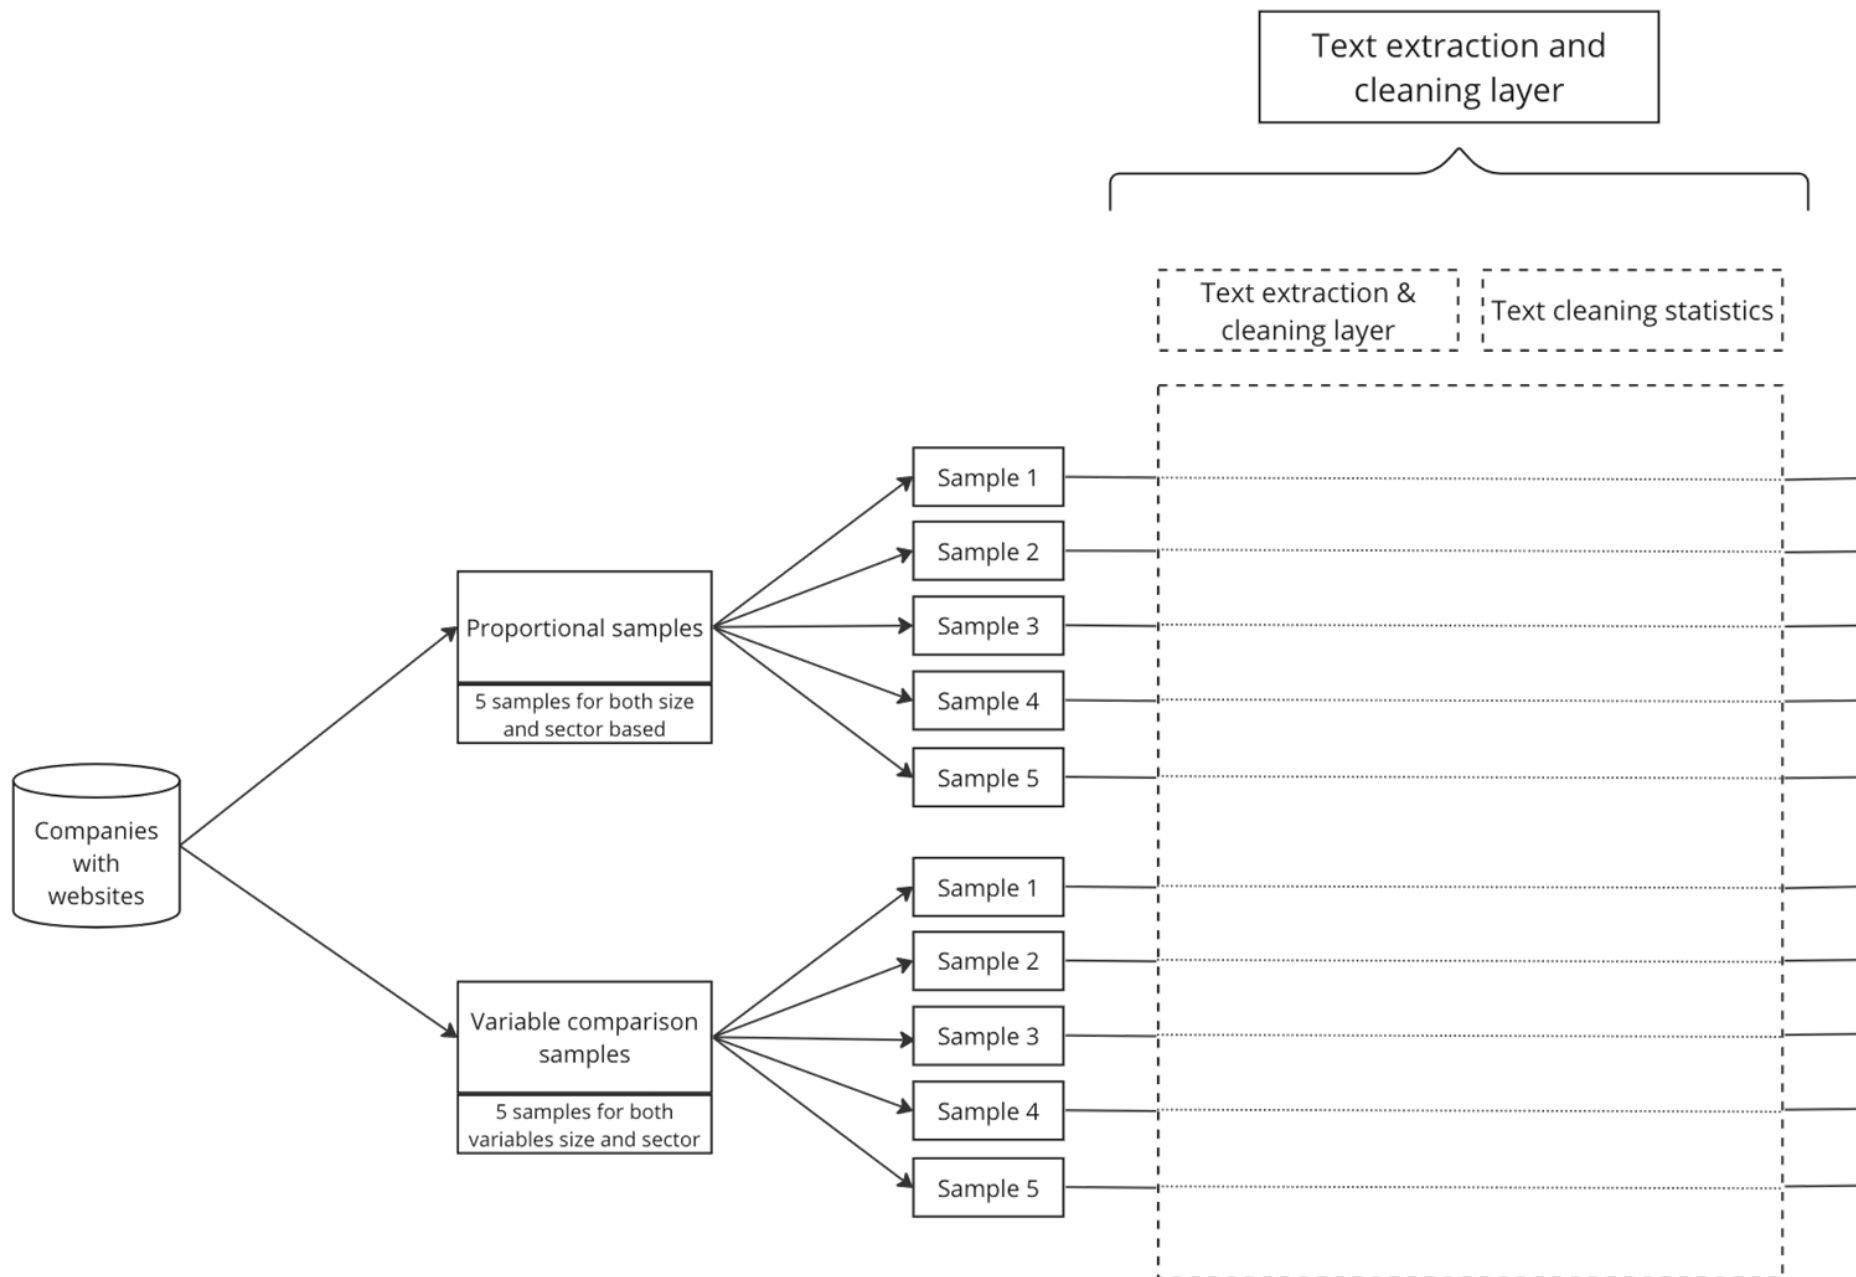 Text extraction and
cleaning layer
Text extraction &
cleaning layer
Text cleaning statistics
Sample 1
Sample 2
Proportional samples
Sample 3
5 samples for both size
and sector based
Sample 4
Sample 5
Companies
with
websites
Sample 1
Sample 2
Variable comparison
samples
Sample 3
5 samples for both
variables size and sector
Sample 4
Sample 5